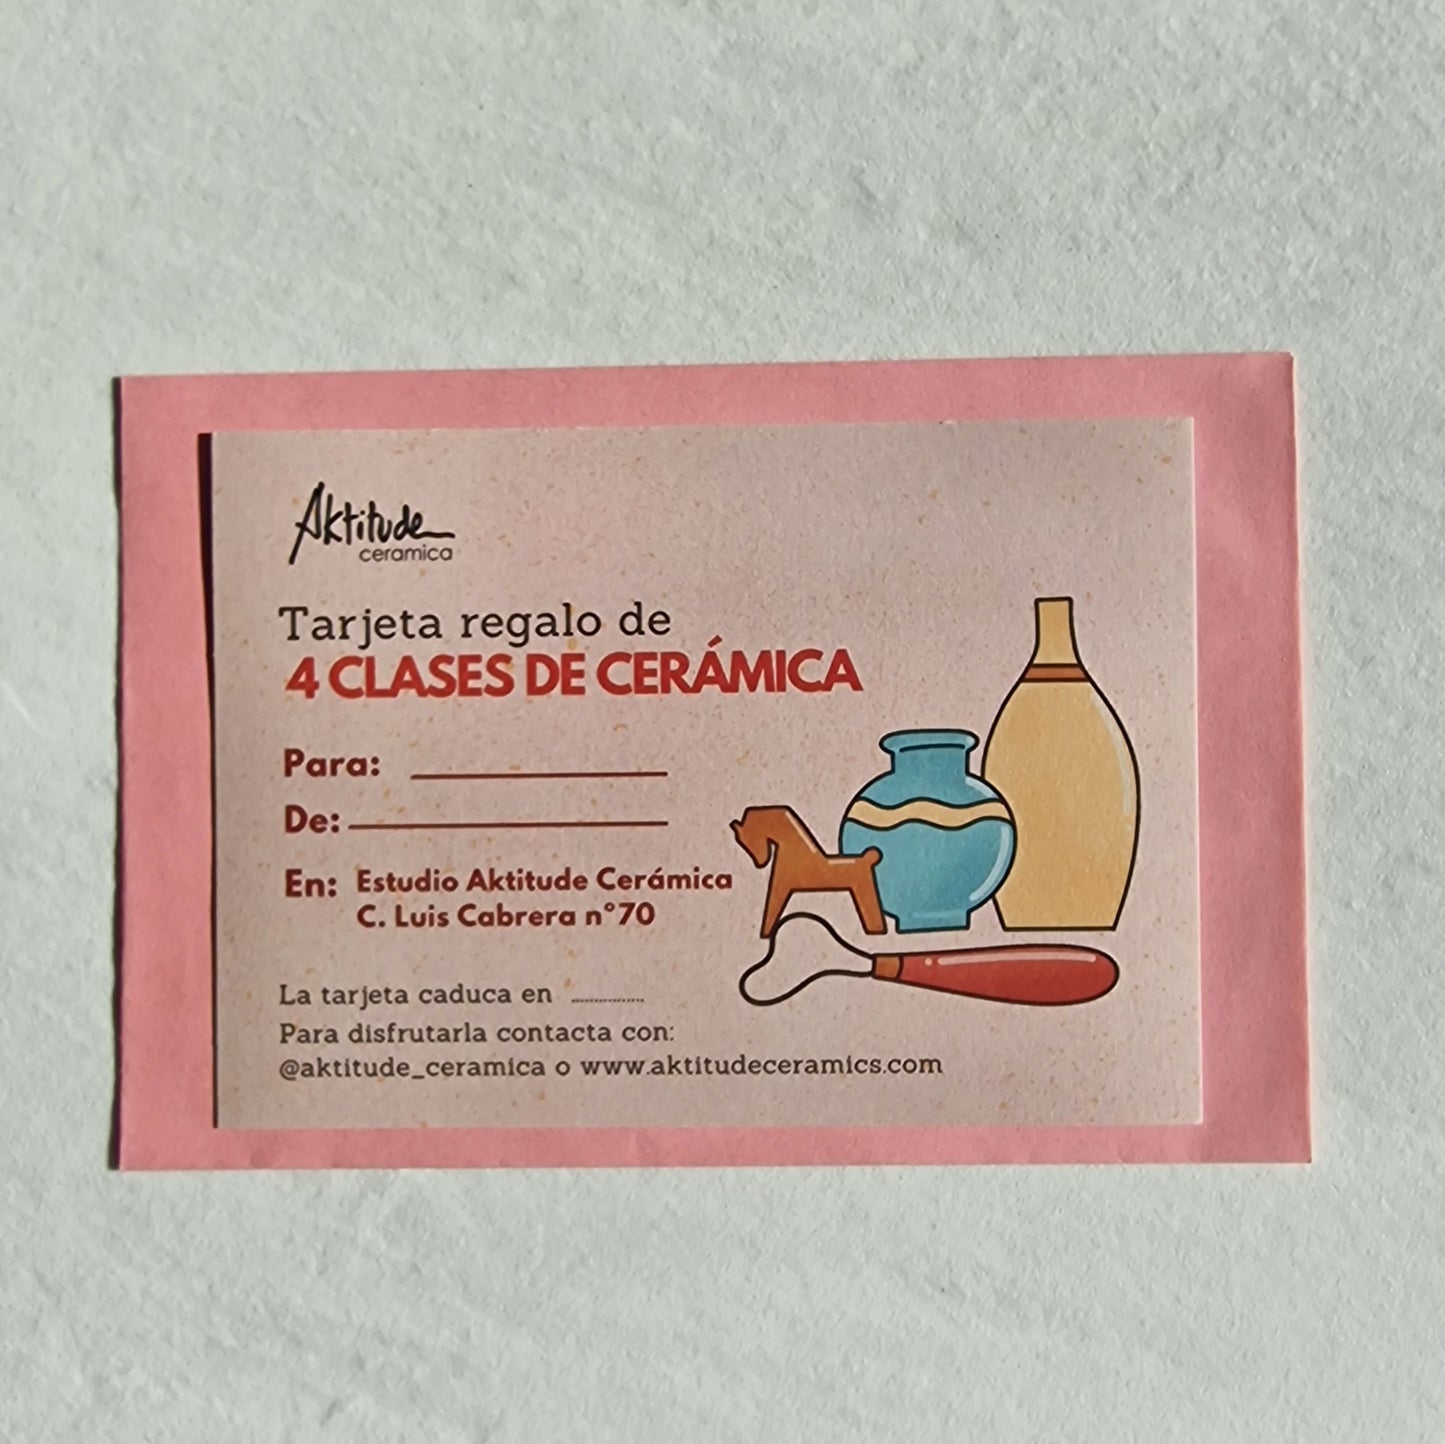 Aktitude
ceramica
Tarjeta regalo de
4 CLASES DE CERÁMICA
Para:
De:
En: Estudio Aktitude Cerámica
C. Luis Cabrera nº70
La tarjeta caduca en ..................
Para disfrutarla contacta con:
@aktitude_ceramica o www.aktitudeceramics.com